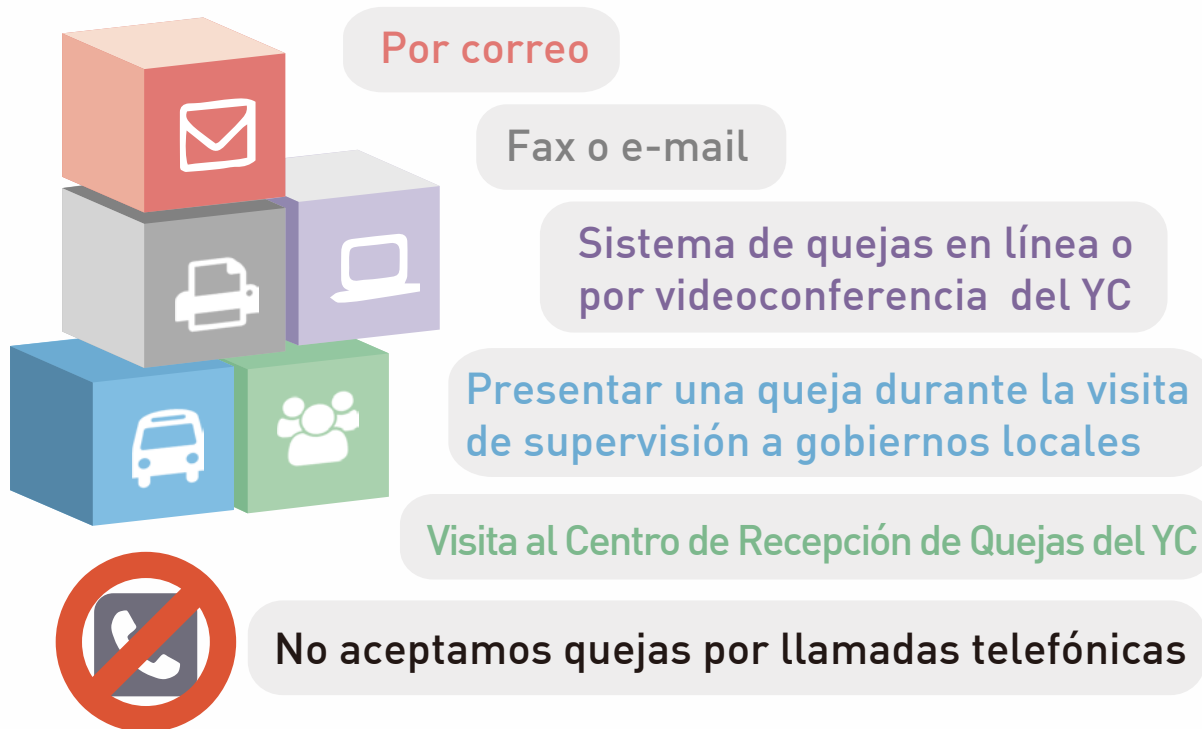 Por correo
Fax o e-mail
Sistema de quejas en línea o
por videoconferencia del YC
Presentar una queja durante la visita
de supervisión a gobiernos locales
Visita al Centro de Recepción de Quejas del YC
No aceptamos quejas por llamadas telefónicas